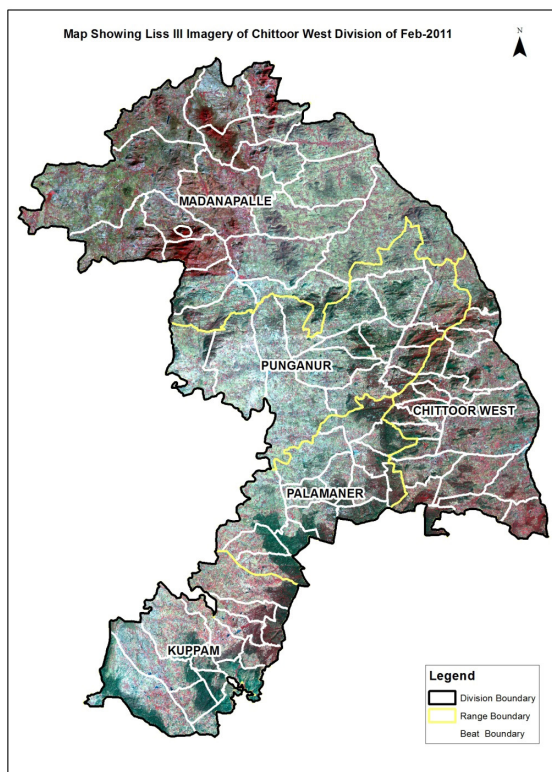 Map Showing Liss III Imagery of Chittoor West Division of Feb-2011
N
MADANAPALLE
PUNGANUR
CHITTOOR WEST
PALAMANER
KUPPAM
Legend
Division Boundary
Range Boundary
Beat Boundary